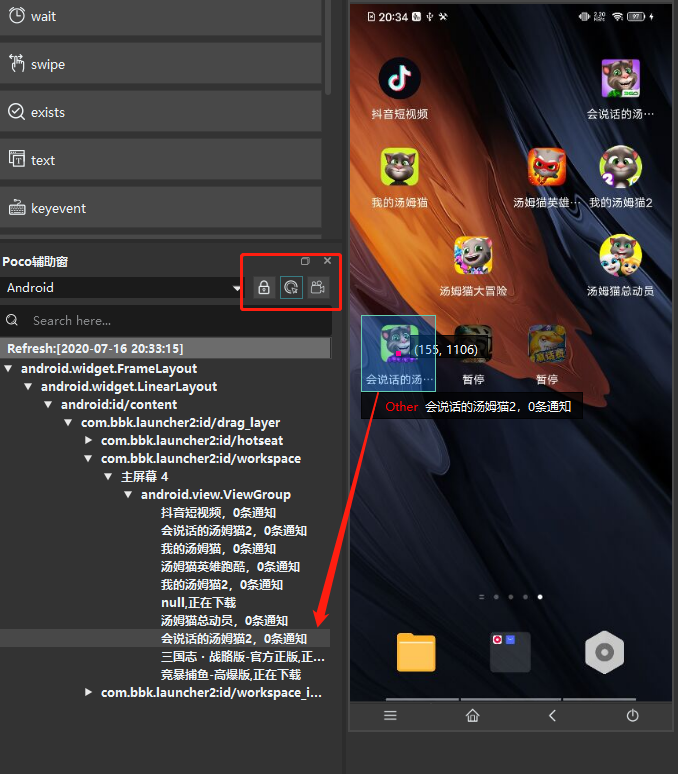 wait
swipe
exists
text
keyevent
Poco辅助窗
Android
Search here...
Refresh:[2020-07-16 20:33:15]
android.widget.FrameLayout
android.widget.LinearLayout
android:id/content
com.bbk.launcher2:id/drag_layer
com.bbk.launcher2:id/hotseat
com.bbk.launcher2:id/workspace
主屏幕 4
android.view.ViewGroup
抖音短视频，0条通知
会说话的汤姆猫2，0条通知
我的汤姆猫，0条通知
汤姆猫英雄跑酷，0条通知
我的汤姆猫2，0条通知
null,正在下载
汤姆猫总动员，0条通知
会说话的汤姆猫2，0条通知
三国志·战略版-官方正版,正...
竞暴捕鱼-高爆版,正在下载
com.bbk.launcher2:id/workspace_i...
20:34
97
抖音短视频
会说话的汤…
我的汤姆猫
汤姆猫英雄…
2
我的汤姆猫2
汤姆猫大冒险
汤姆猫总动员
(155, 1106)
会说话的汤…
暂停
暂停
Other 会说话的汤姆猫2，0条通知